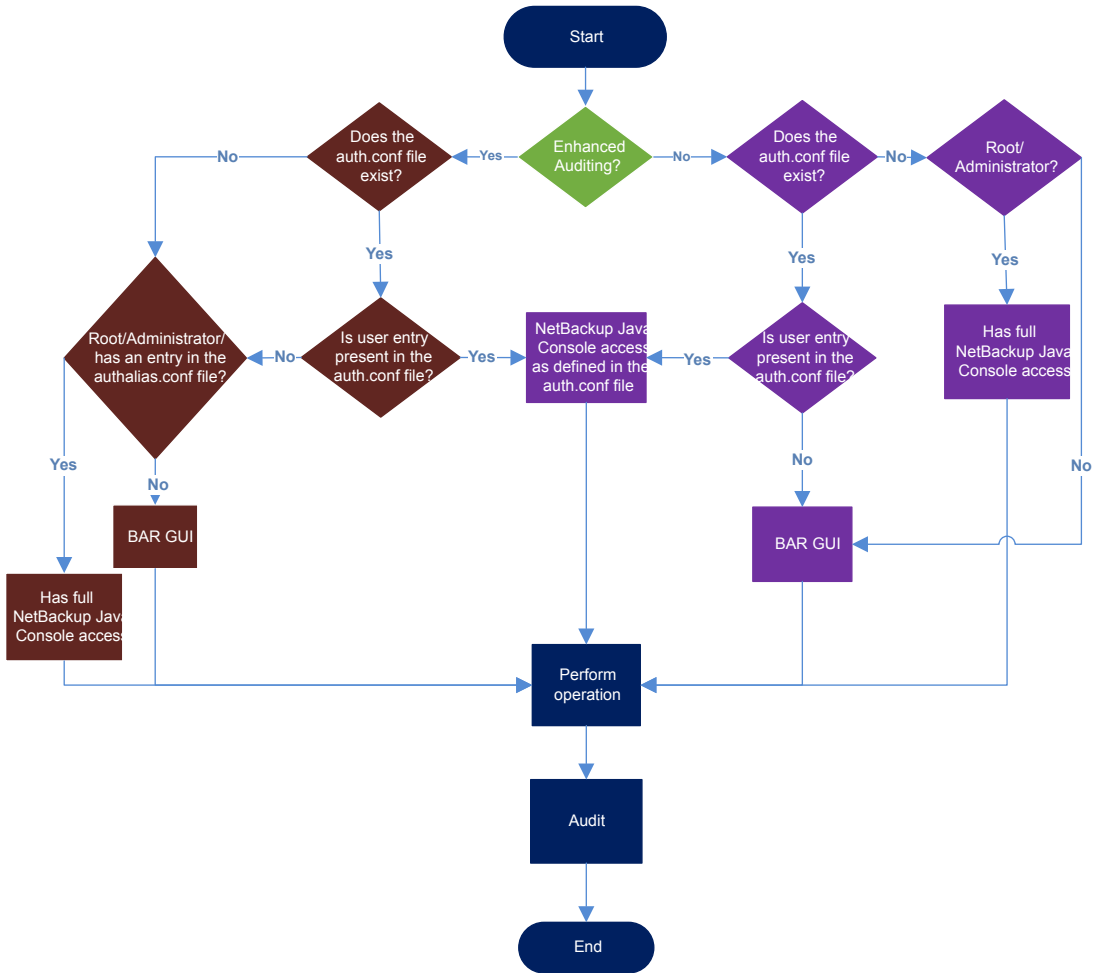 Start
Does the
auth.conf file
exist?
Enhanced
Auditing?
Does the
auth.conf file
exist?
Root/
Administrator?
No
Yes
No
No
Yes
Yes
Yes
No
Root/Administrator/
has an entry in the
authalias.conf file?
No
Is user entry
present in the
auth.conf file?
Yes
NetBackup Java
Console access
as defined in the
auth.conf file
Yes
Is user entry
present in the
auth.conf file?
Has full
NetBackup Java
Console access
Yes
No
No
BAR GUI
BAR GUI
Has full
NetBackup Java
Console access
Perform
operation
Audit
End